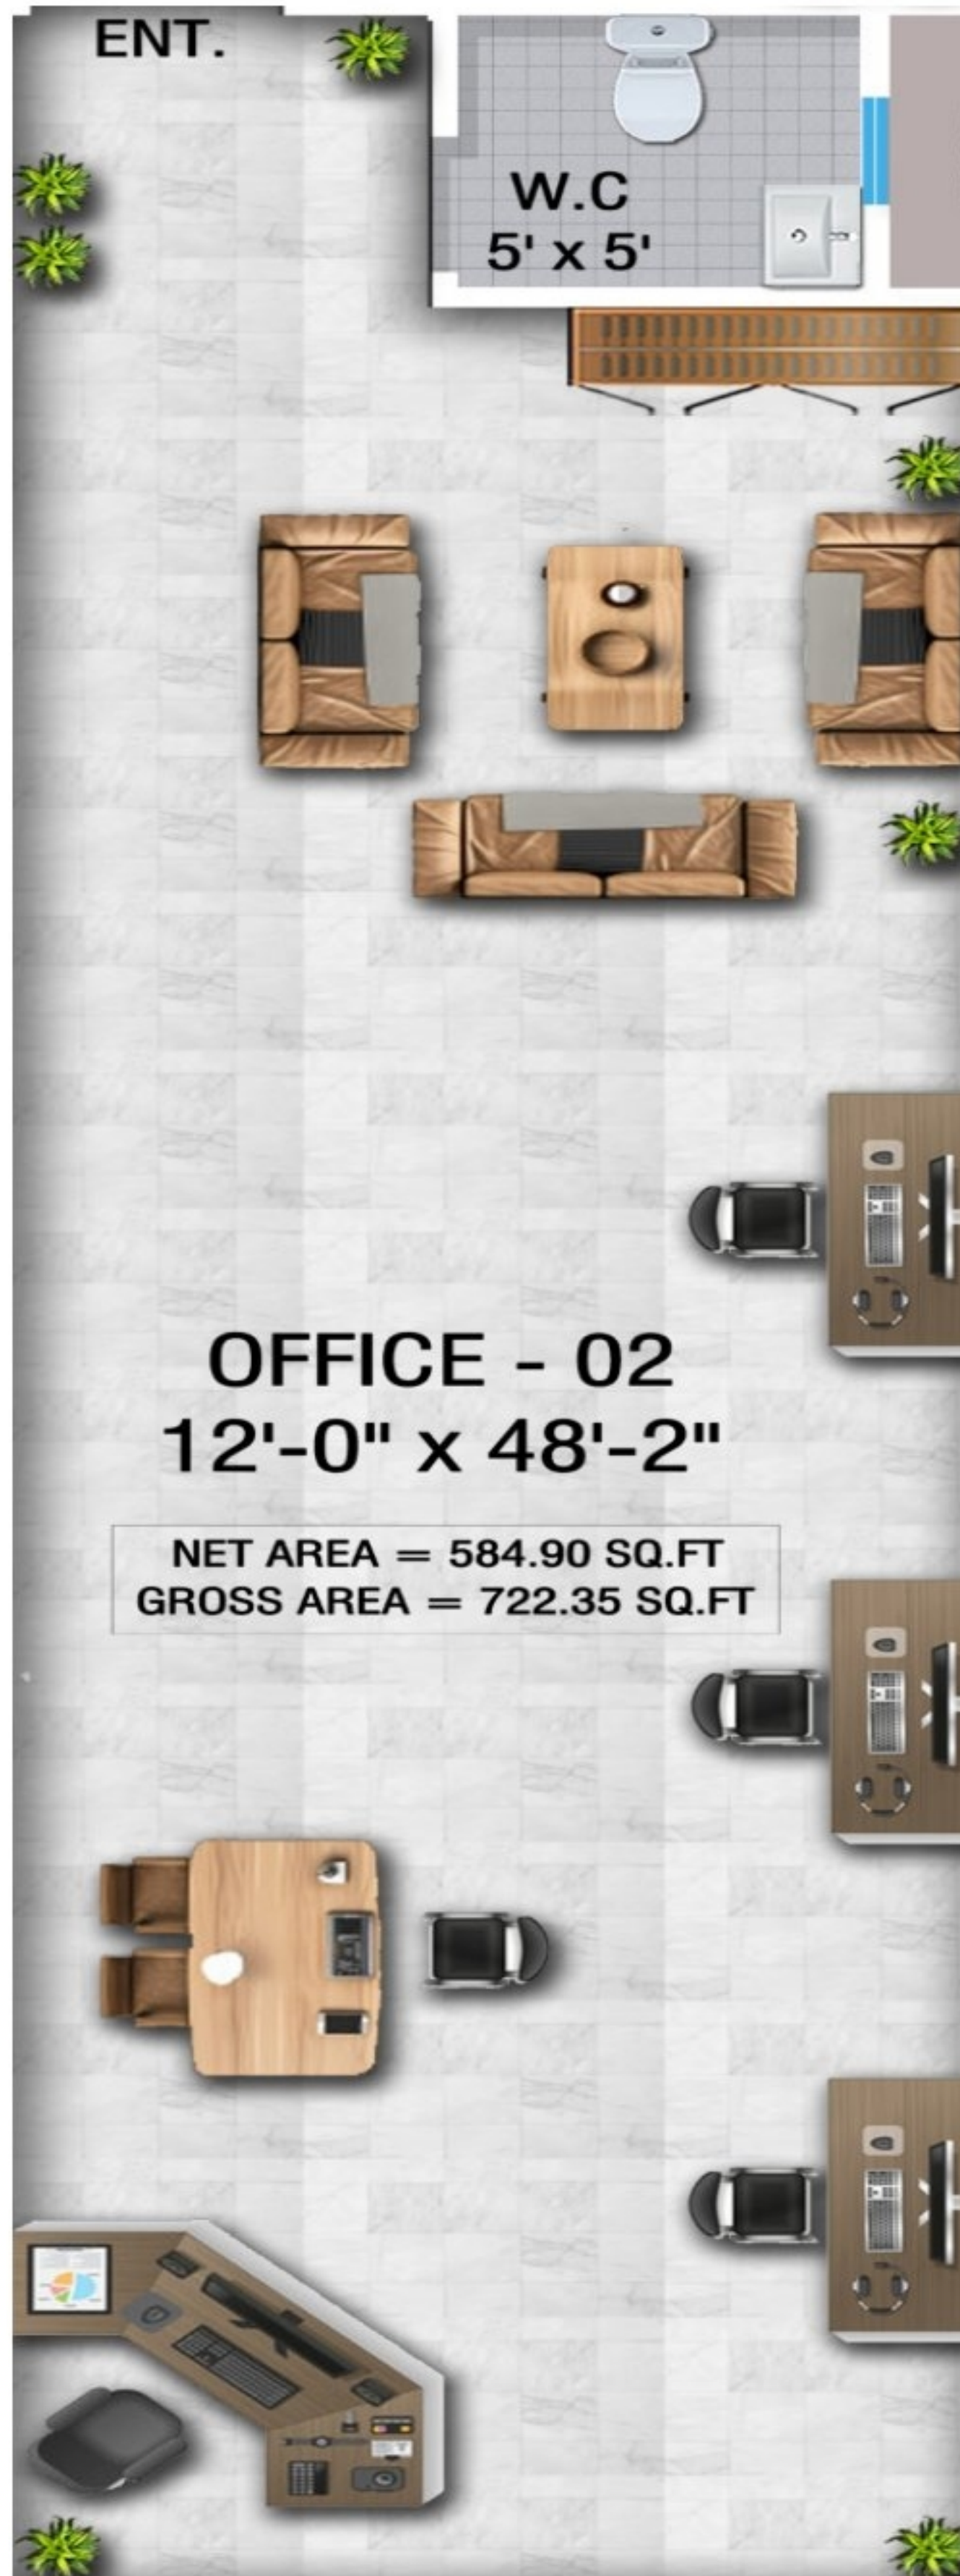 ENT.
W.C
5' x 5'
OFFICE - 02
12'-0" x 48'-2"
NET AREA = 584.90 SQ.FT
GROSS AREA = 722.35 SQ.FT